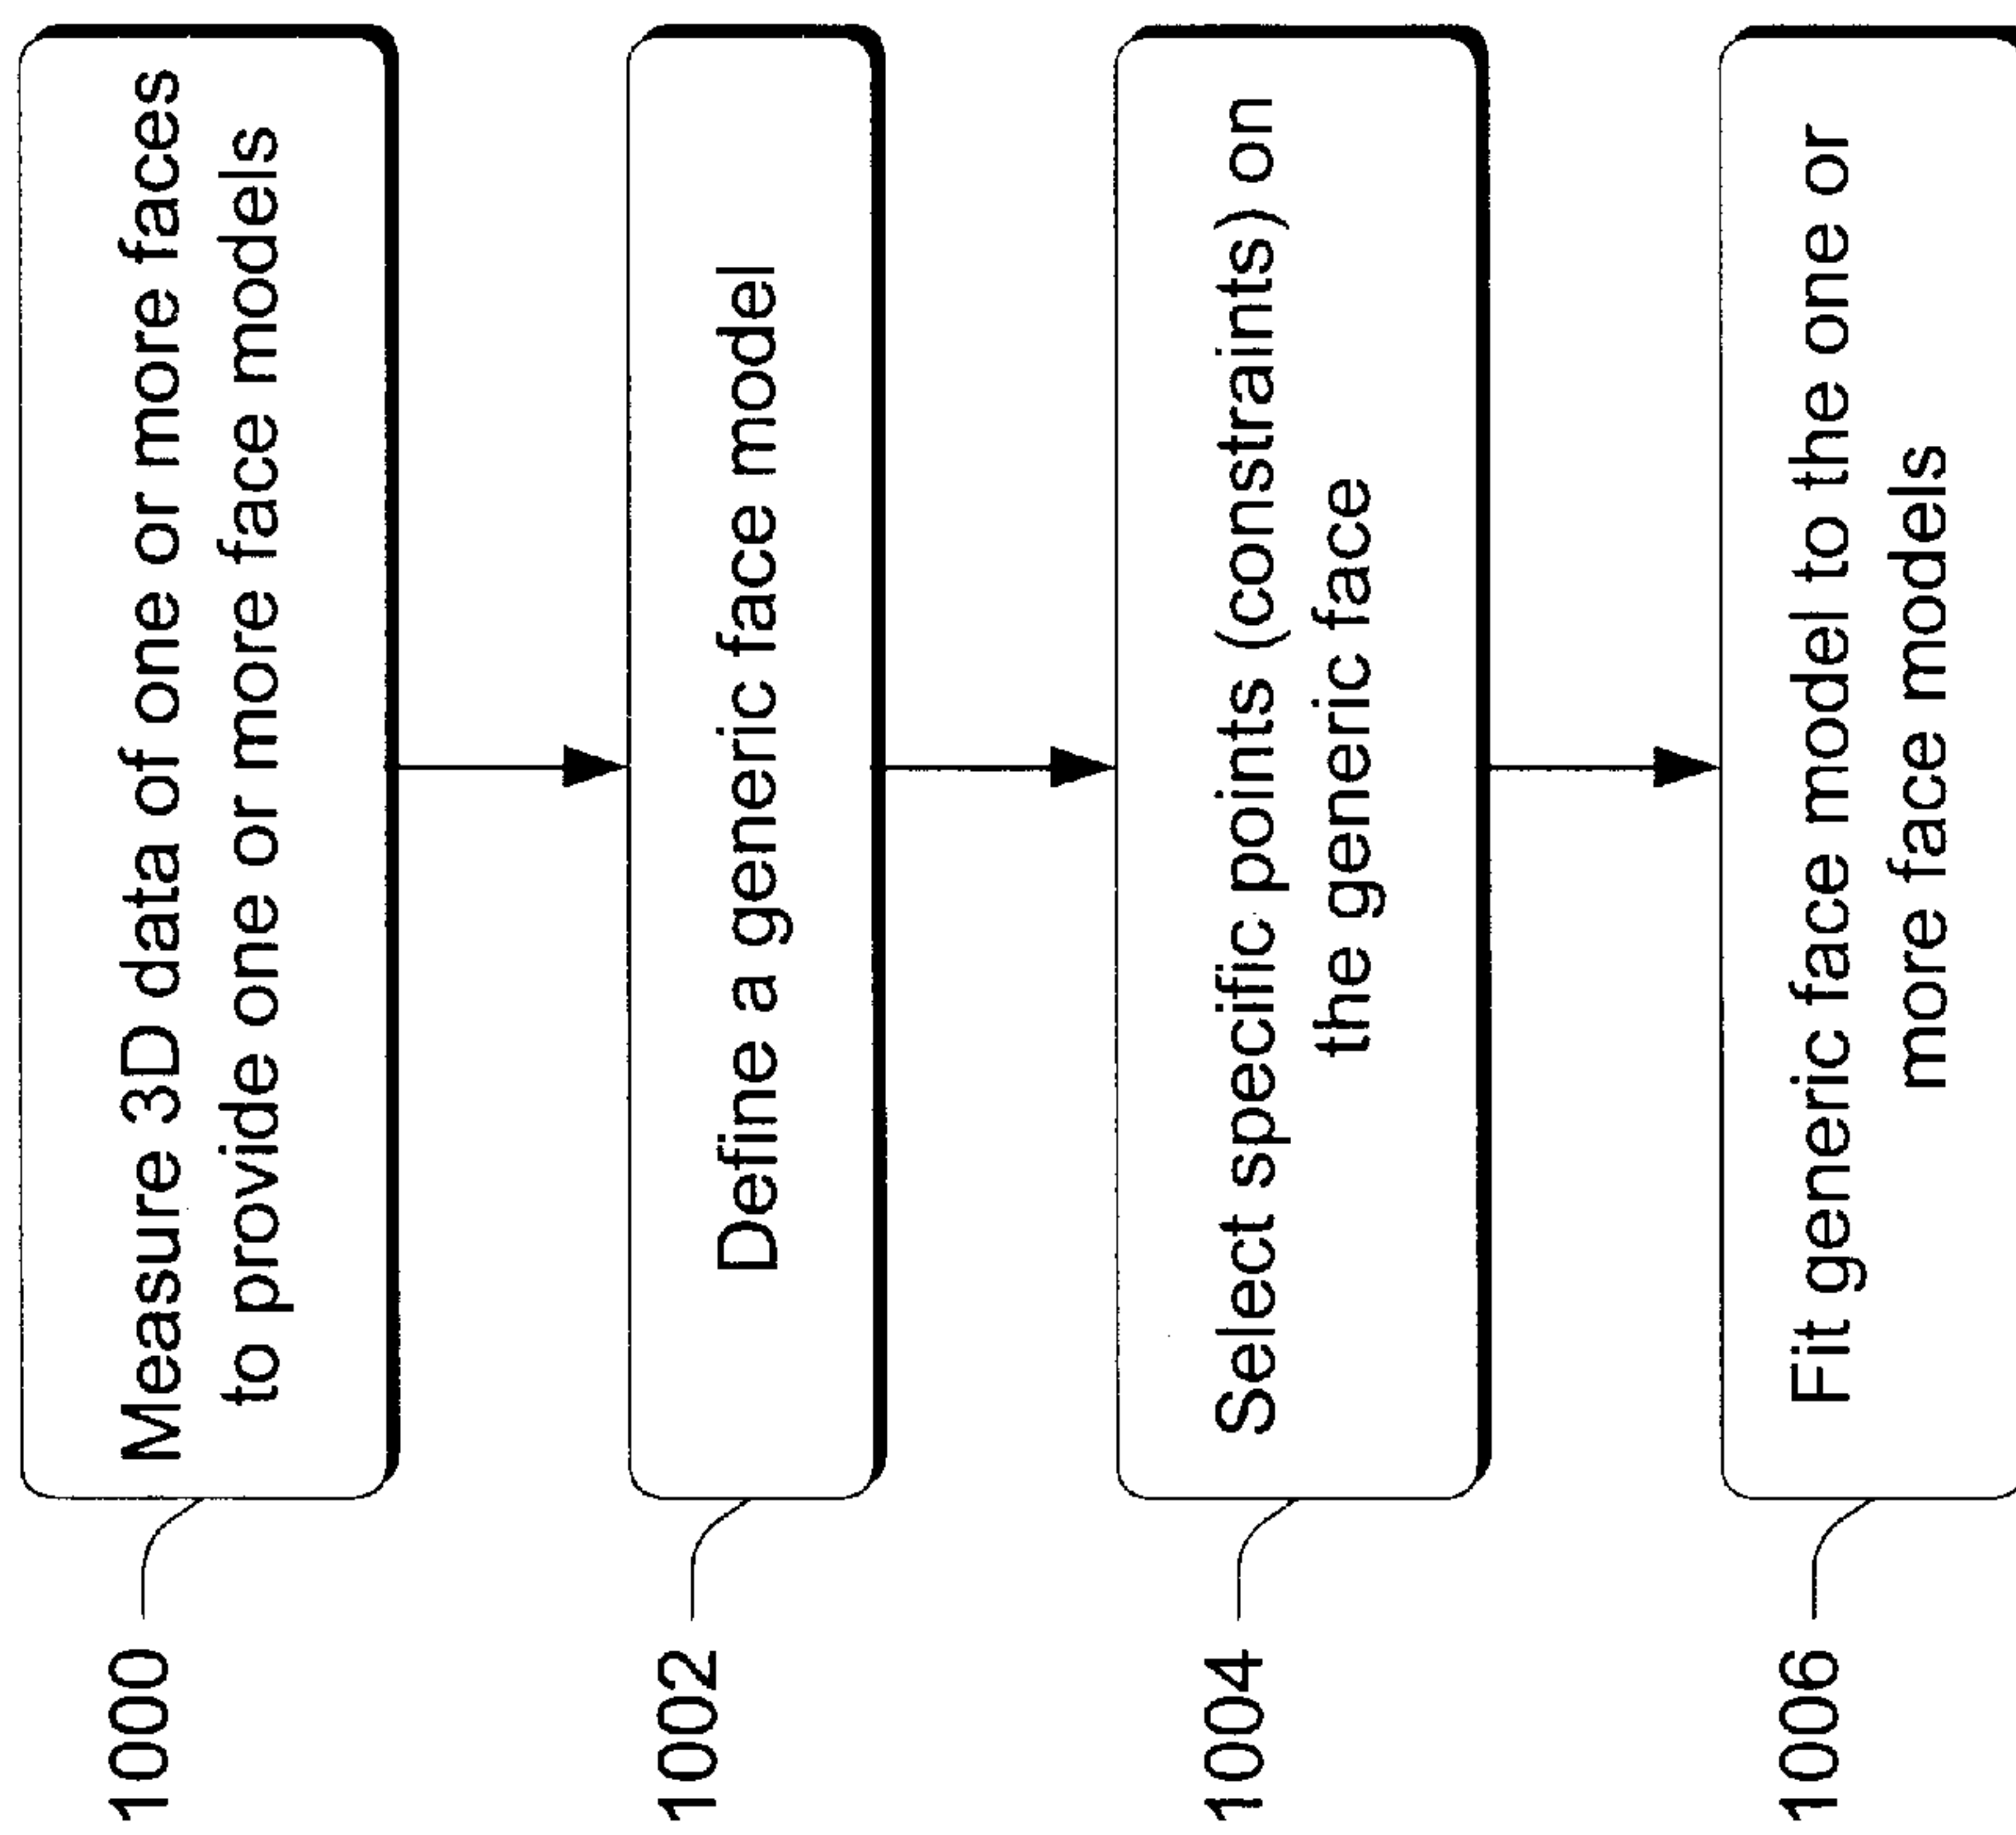 1000
Measure 3D data of one or more faces
to provide one or more face models
1002
Define a generic face model
1004
Select specific points (constraints) on
the generic face
1006
Fit generic face model to the one or
more face models